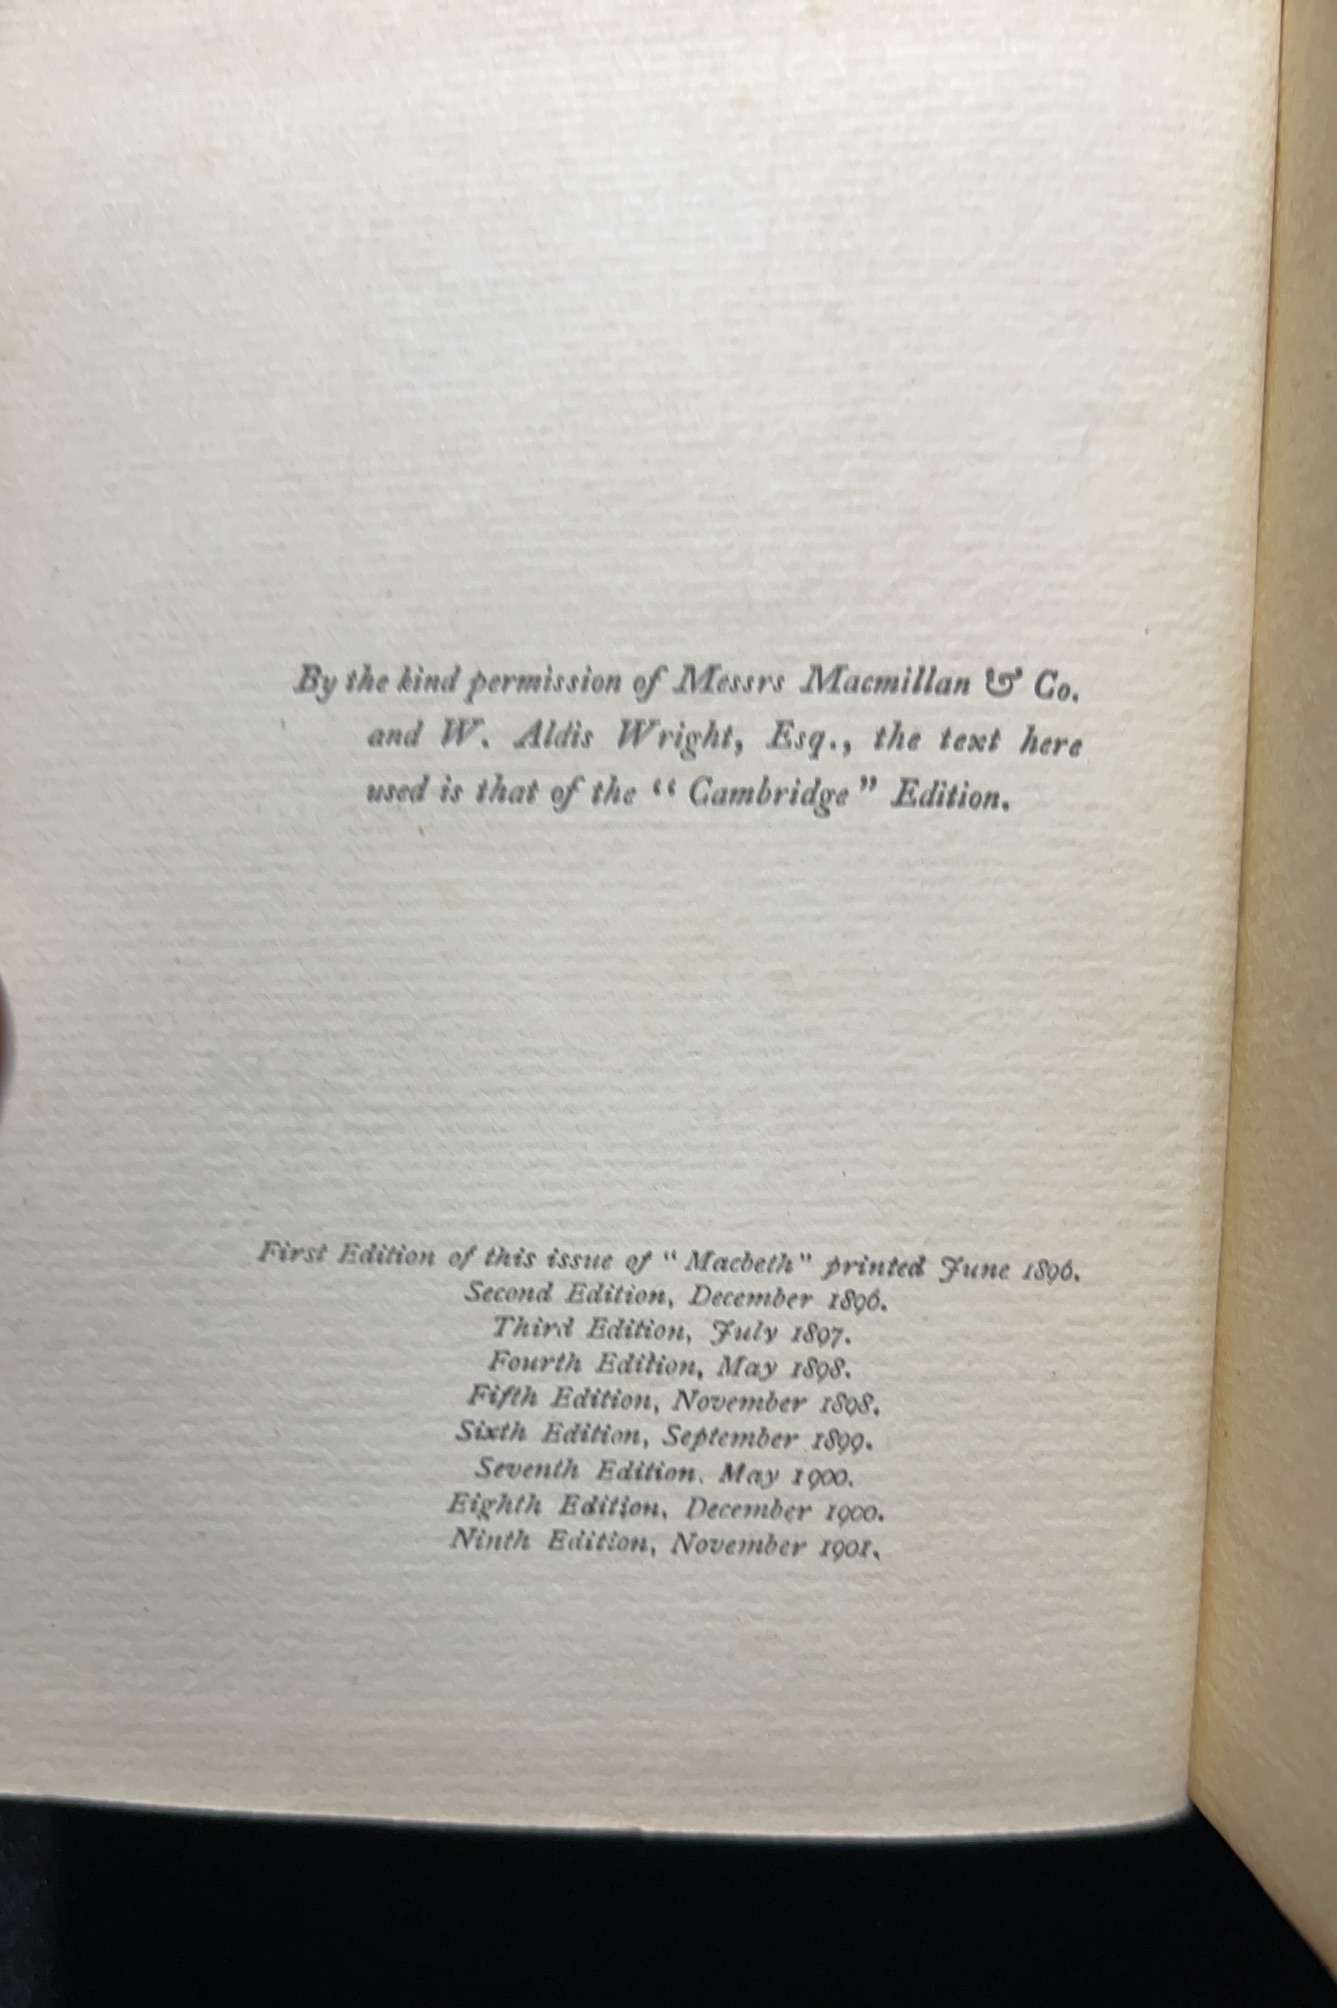 By the kind permission of Messrs Macmillan & Co.
and W. Aldis Wright, Esq., the text here
used is that of the “ Cambridge ” Edition.
First Edition of this issue of “ Macbeth ” printed June 1896.
Second Edition, December 1896.
Third Edition, July 1897.
Fourth Edition, May 1898.
Fifth Edition, November 1898.
Sixth Edition, September 1899.
Seventh Edition. May 1900.
Eighth Edition. December 1900.
Ninth Edition, November 1901.